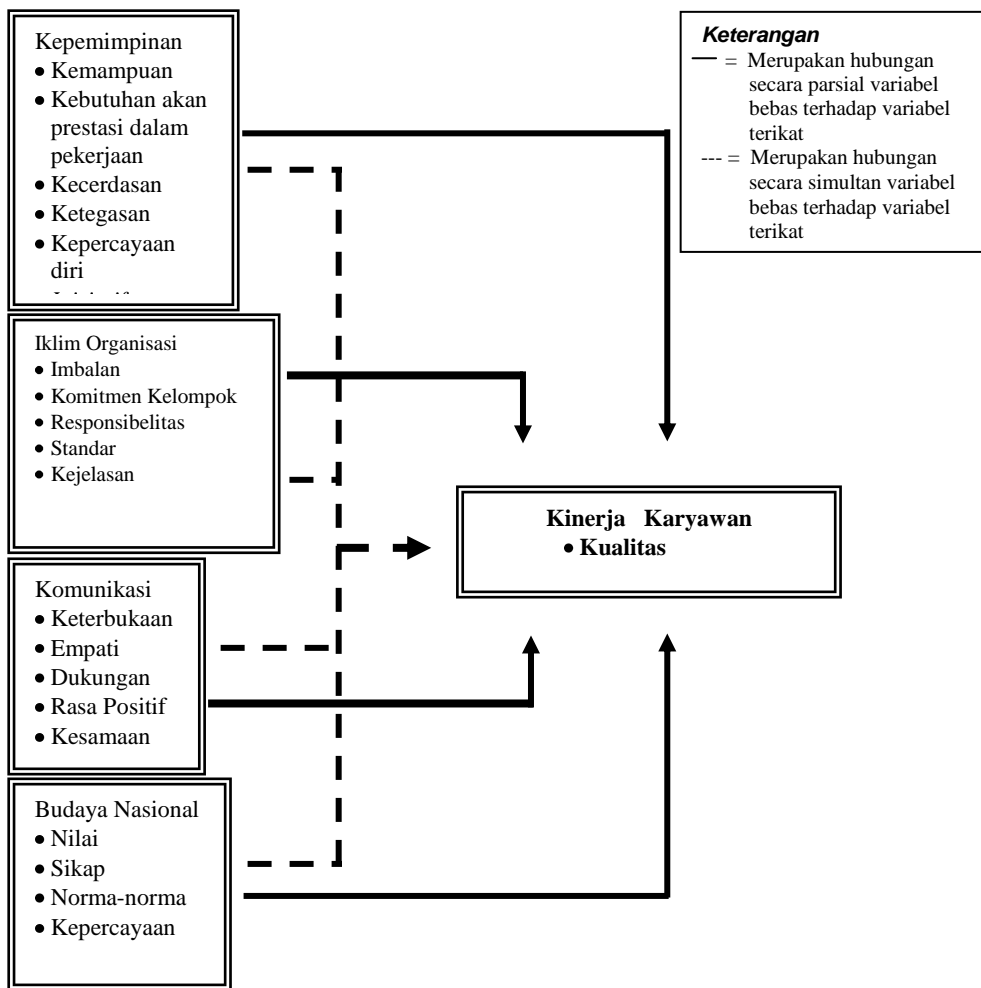 Kepemimpinan
• Kemampuan
• Kebutuhan akan
prestasi dalam
pekerjaan
• Kecerdasan
• Ketegasan
• Kepercayaan
diri
Keterangan
— = Merupakan hubungan
secara parsial variabel
bebas terhadap variabel
terikat
--- = Merupakan hubungan
secara simultan variabel
bebas terhadap variabel
terikat
Iklim Organisasi
• Imbalan
• Komitmen Kelompok
• Responsibelitas
• Standar
• Kejelasan
Kinerja Karyawan
• Kualitas
Komunikasi
• Keterbukaan
• Empati
• Dukungan
• Rasa Positif
• Kesamaan
Budaya Nasional
• Nilai
• Sikap
• Norma-norma
• Kepercayaan